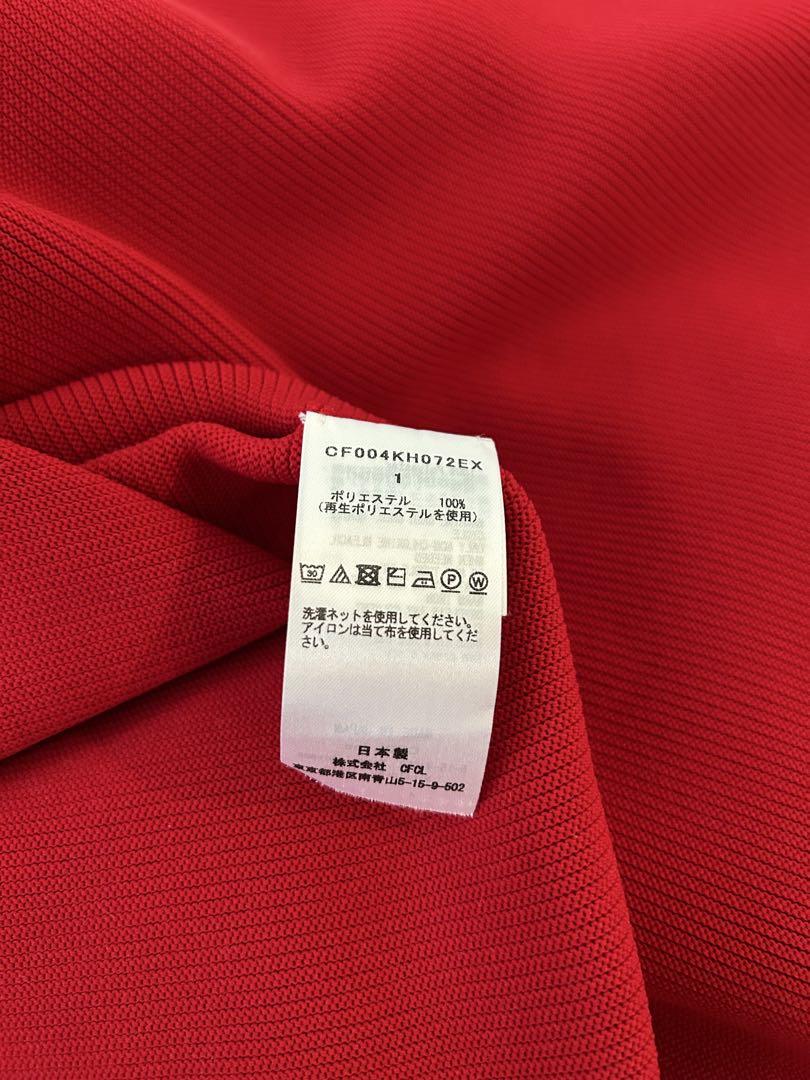 CF004KH072EX
1
ポリエステル 100%
(再生ポリエステルを使用)
30 P W
洗濯ネットを使用してください。
アイロンは当て布を使用してくだ
さい。
日本製
株式会社 CFCL
東京都港区南青山5-15-9-502